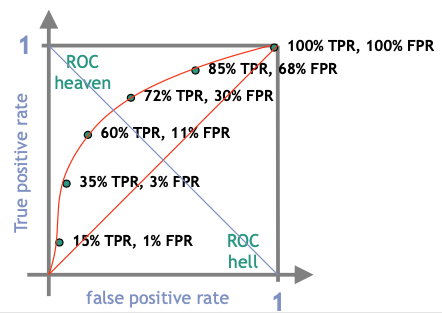 1
ROC
heaven
100% TPR, 100% FPR
85% TPR, 68% FPR
72% TPR, 30% FPR
60% TPR, 11% FPR
35% TPR, 3% FPR
15% TPR, 1% FPR
ROC
hell
True positive rate
false positive rate
1